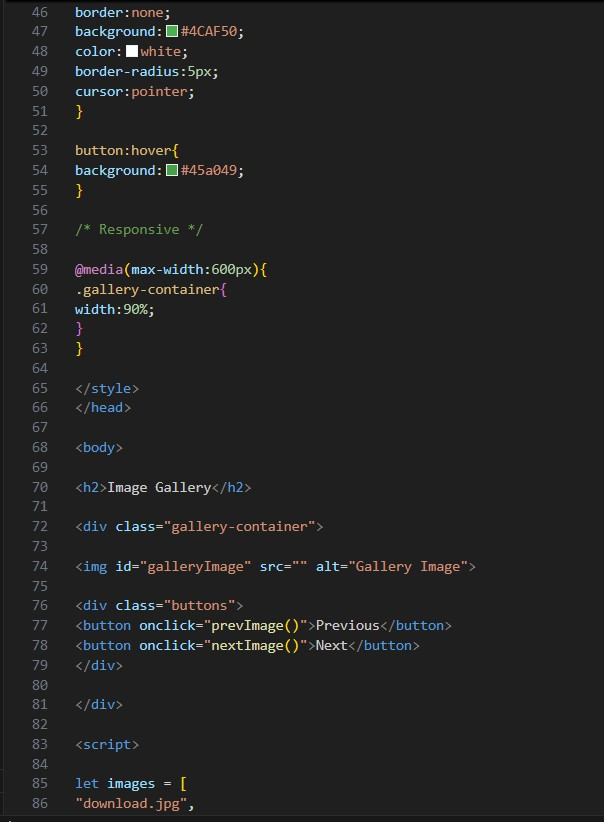 46 border:none;
47 background: #4CAF50;
48 color: white;
49 border-radius:5px;
50 cursor:pointer;
51 }
52
53 button:hover{
54 background: #45a049;
55 }
56
57 /* Responsive */
58
59 @media(max-width:600px){
60 .gallery-container{
61 width:90%;
62 }
63 }
64
65 </style>
66 </head>
67
68 <body>
69
70 <h2>Image Gallery</h2>
71
72 <div class="gallery-container">
73
74 <img id="galleryImage" src="" alt="Gallery Image">
75
76 <div class="buttons">
77 <button onclick="prevImage()">Previous</button>
78 <button onclick="nextImage()">Next</button>
79 </div>
80
81 </div>
82
83 <script>
84
85 let images = [
86 "download.jpg",